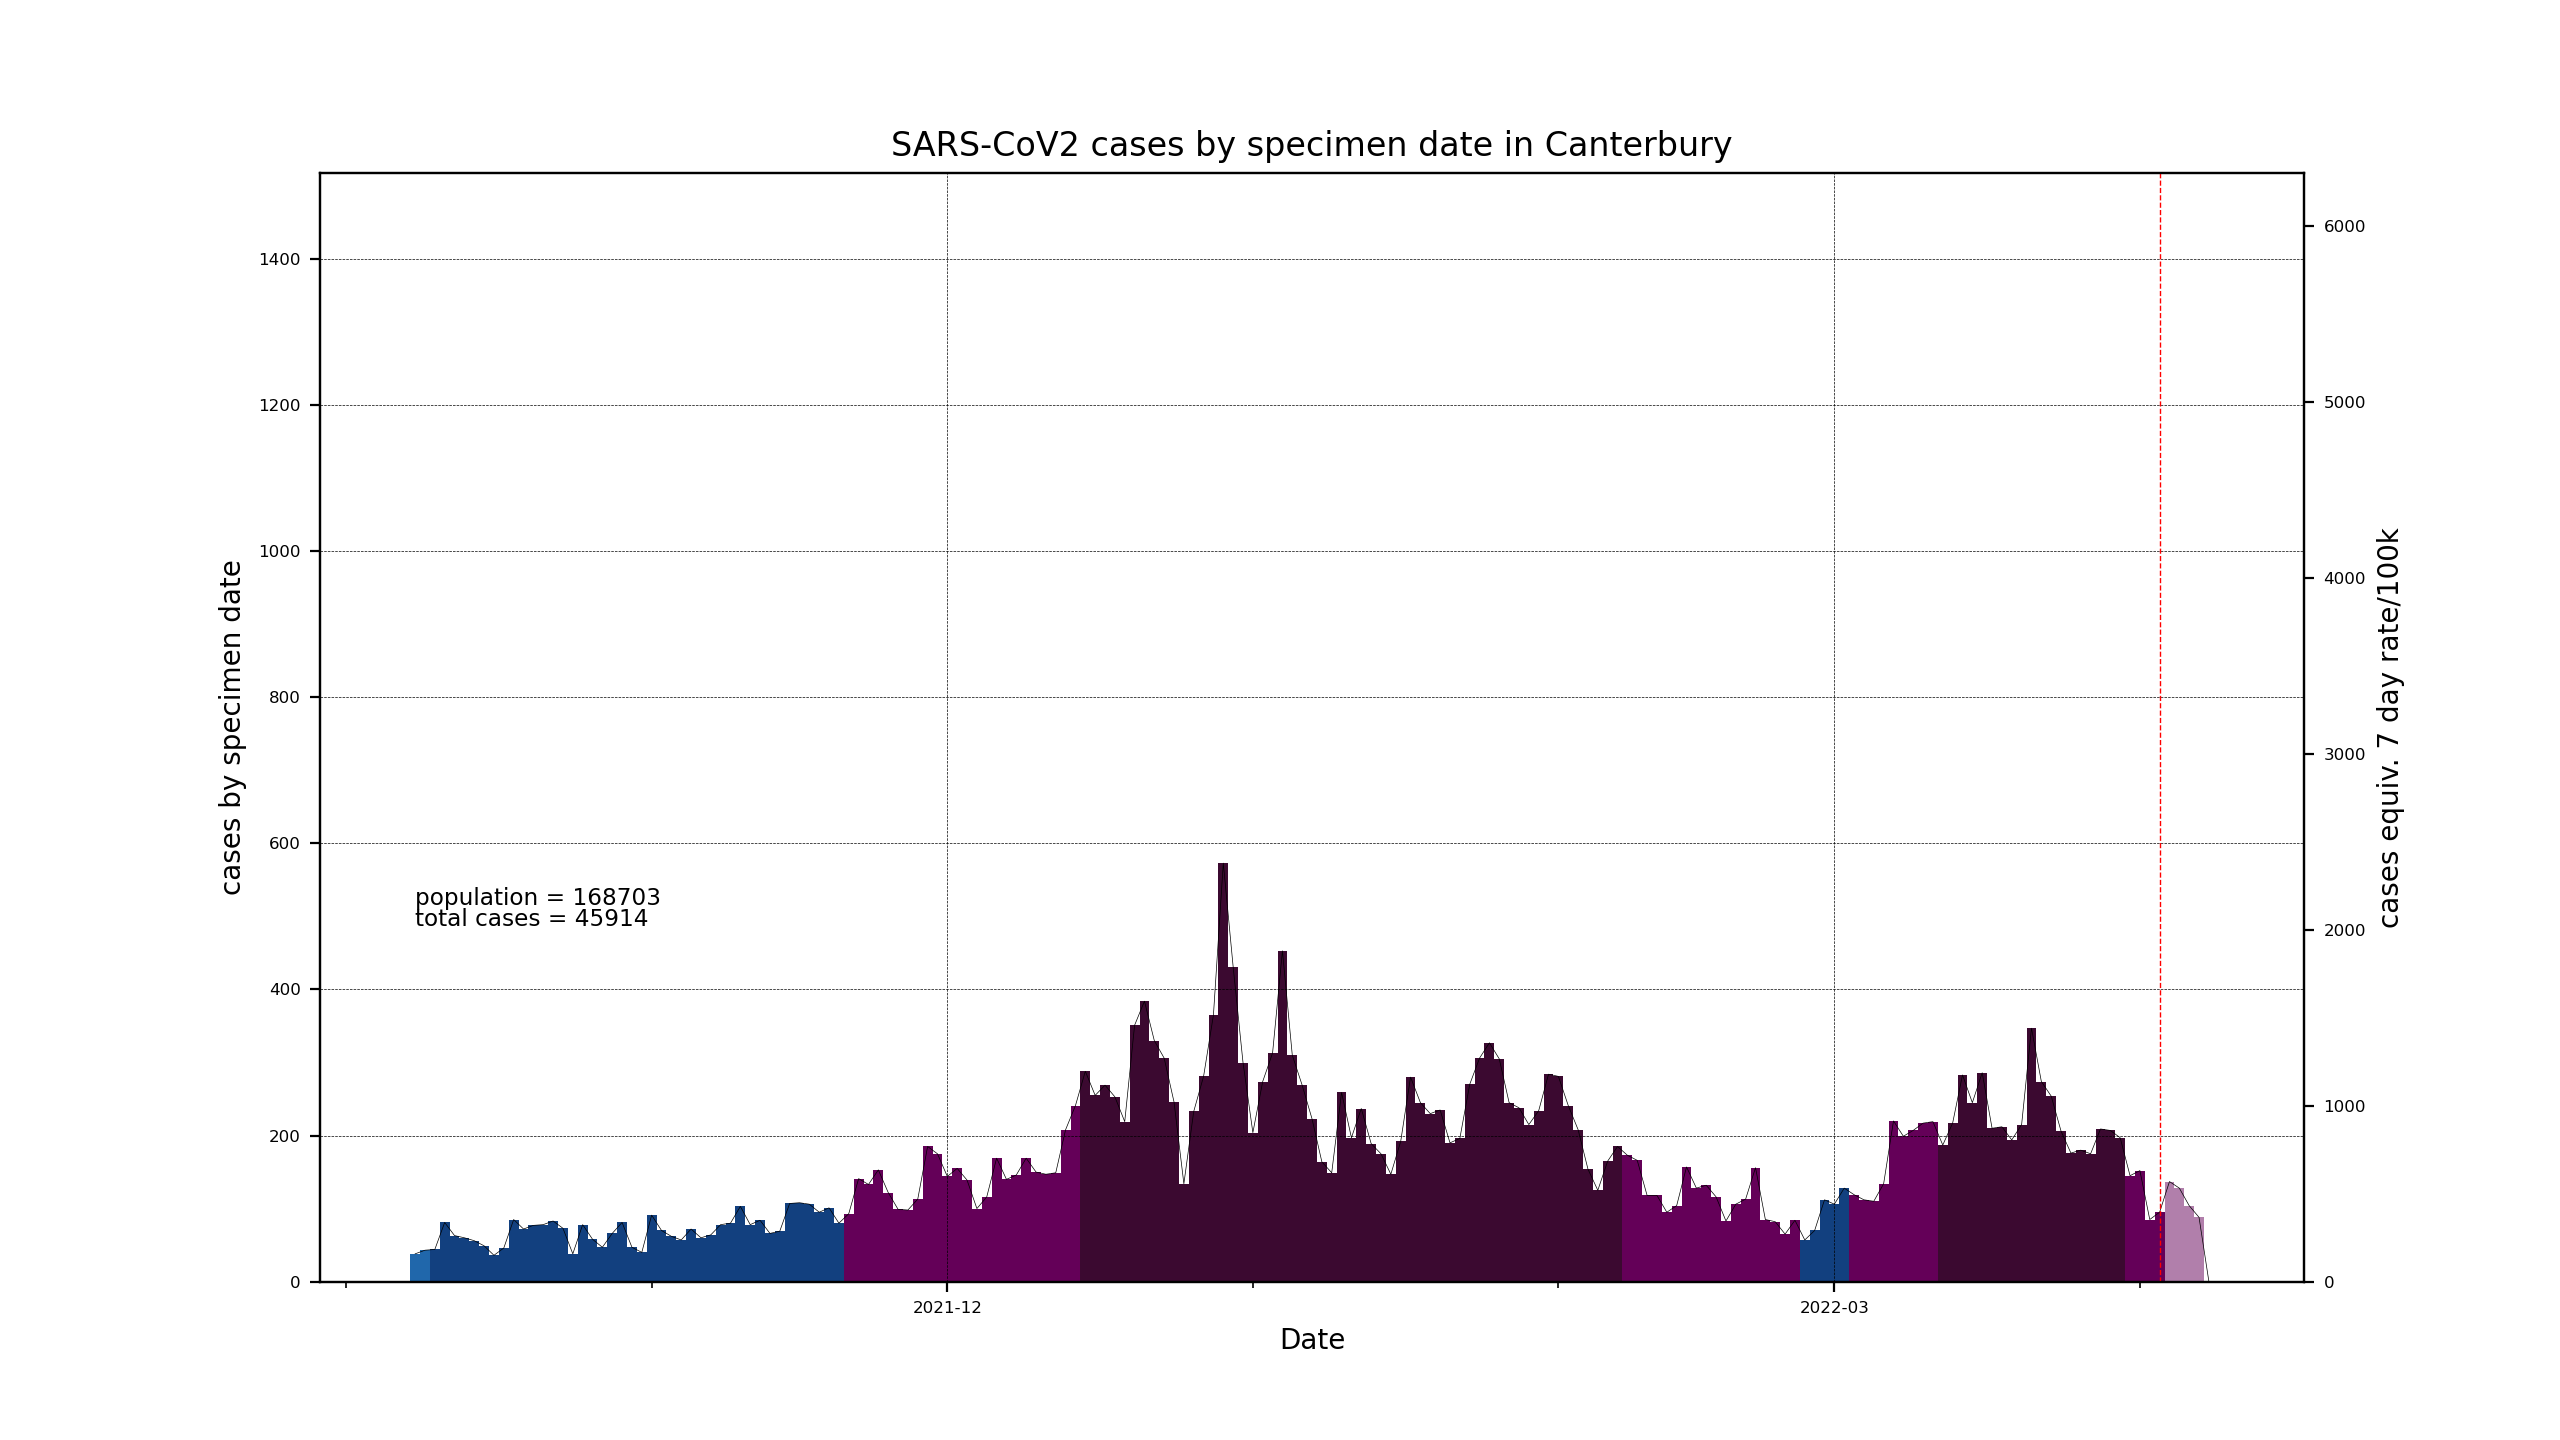 SARS-CoV2 cases by specimen date in Canterbury
cases by specimen date
1400
1200
1000
800
600
400
200
0
population = 168703
total cases = 45914
6000
5000
4000
3000
2000
1000
0
cases equiv. 7 day rate/100k
2021-12
2022-03
Date